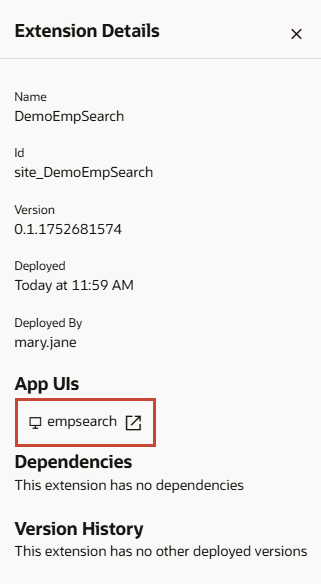 Extension Details
Name
DemoEmpSearch
Id
site_DemoEmpSearch
Version
0.1.1752681574
Deployed
Today at 11:59 AM
Deployed By
mary.jane
App UIs
empsearch
Dependencies
This extension has no dependencies
Version History
This extension has no other deployed versions